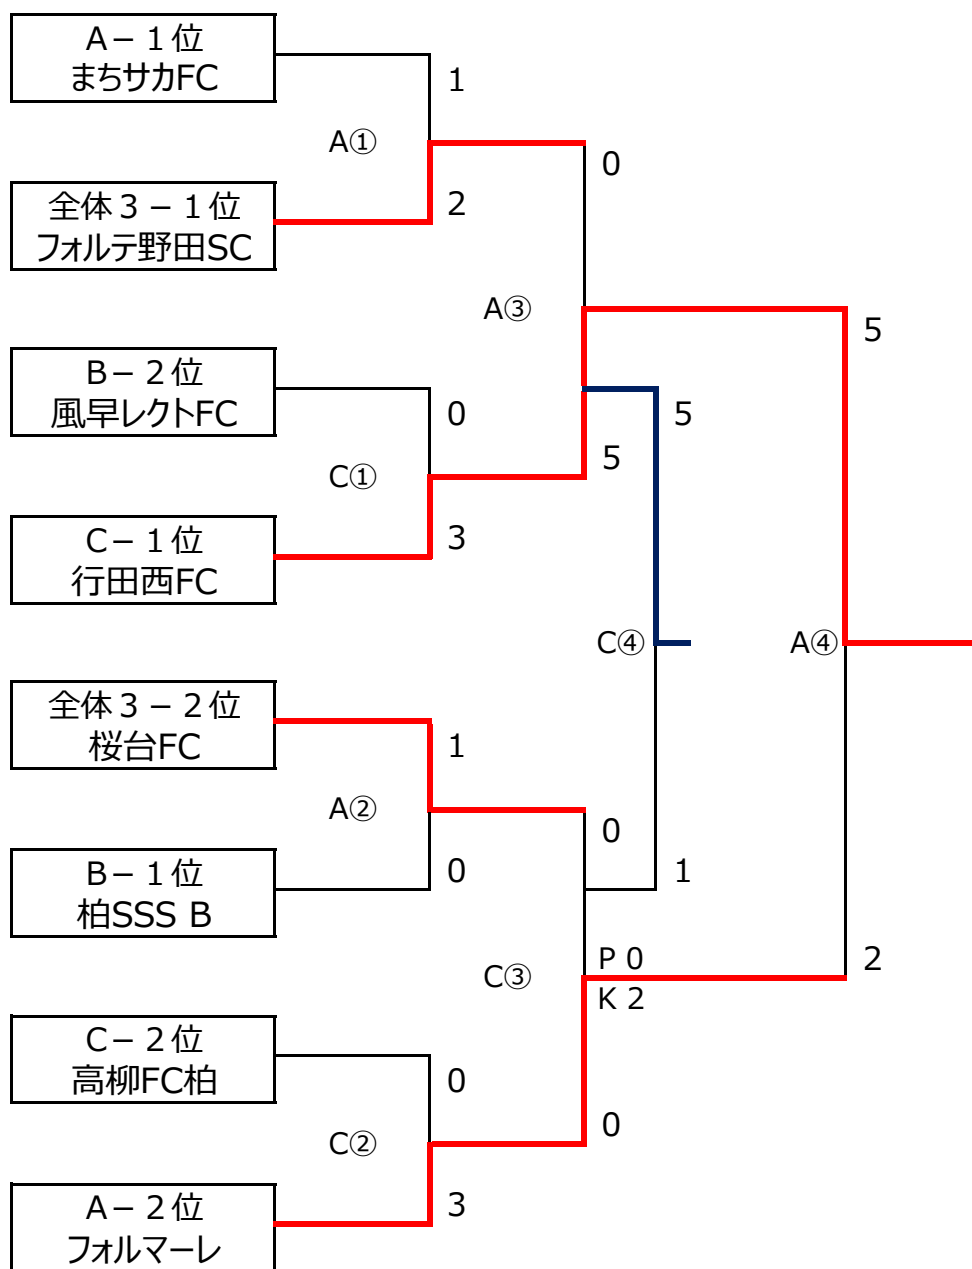 A－１位
まちサカFC
1
A①
0
全体３－１位
フォルテ野田SC
2
A③
5
B－２位
風早レクトFC
0
5
5
C①
C－１位
行田西FC
3
C④
A④
全体３－２位
桜台FC
1
A②
0
B－１位
柏SSS B
0
1
C③
P 0
K 2
2
C－２位
高柳FC柏
0
C②
0
A－２位
フォルマーレ
3